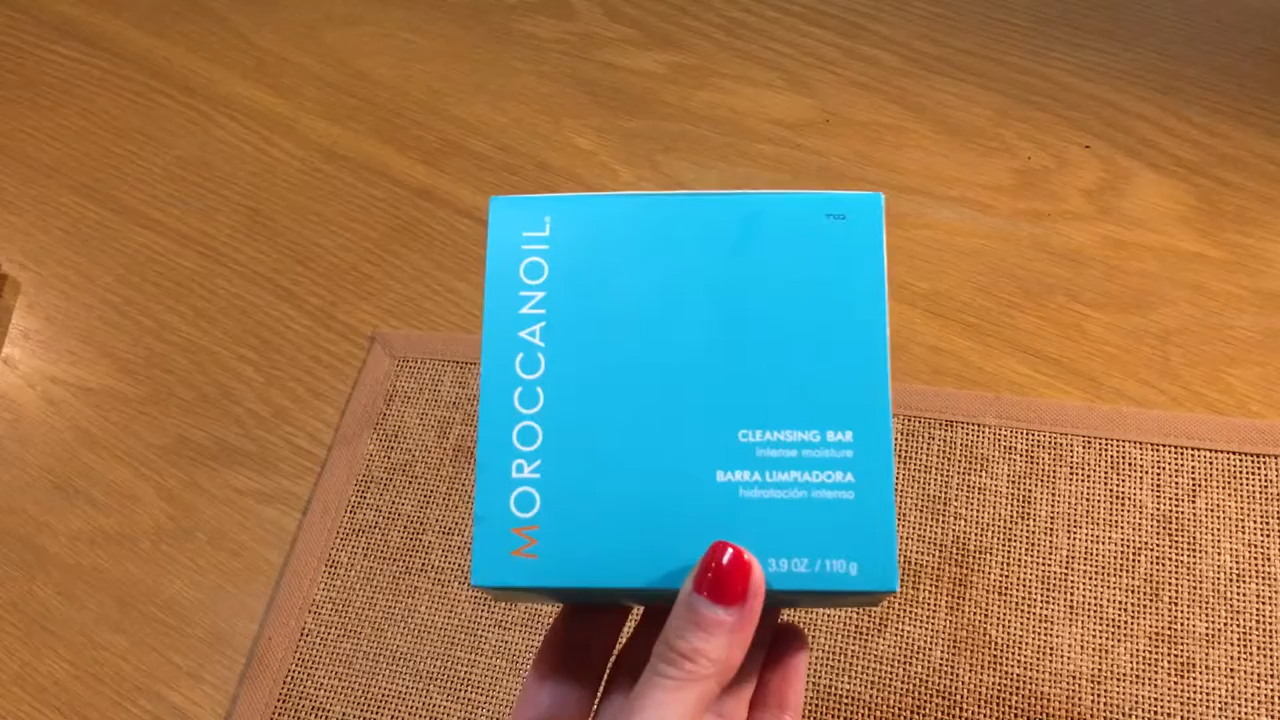 MOROCCANOIL®
CLEANSING BAR
intense moisture
BARRA LIMPIADORA
hidratación intensa
3.9 OZ. / 110 g